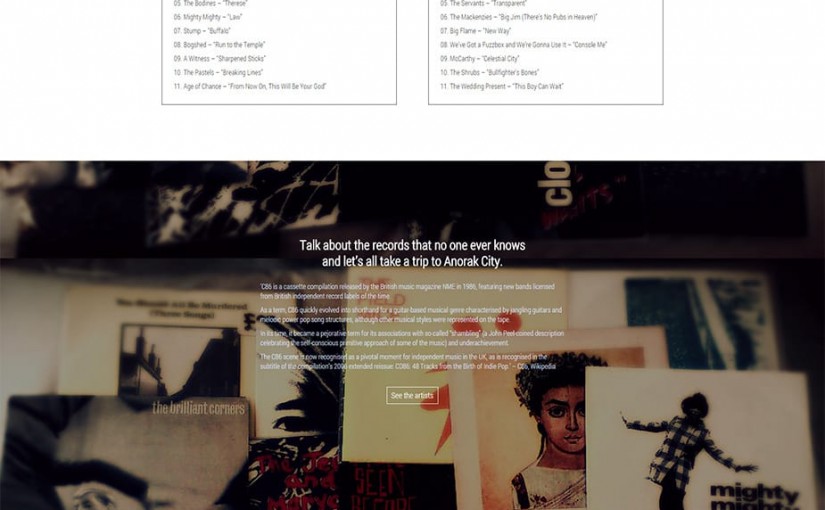 05. The Bodines – "Therese"
06. Mighty Mighty – "Law"
07. Stump – "Buffalo"
08. Bogshed – "Run to the Temple"
09. A Witness – "Sharpened Sticks"
10. The Pastels – "Breaking Lines"
11. Age of Chance – "From Now On, This Will Be Your God"
05. The Servants – "Transparent"
06. The Mackenzies – "Big Jim (There's No Pubs in Heaven)"
07. Big Flame – "New Way"
08. We've Got a Fuzzbox and We're Gonna Use It – "Console Me"
09. McCarthy – "Celestial City"
10. The Shrubs – "Bullfighter's Bones"
11. The Wedding Present – "This Boy Can Wait"
clo
Talk about the records that no one ever knows
and let's all take a trip to Anorak City.
"C86 is a cassette compilation released by the British music magazine NME in 1986, featuring new bands licensed
from British independent record labels of the time.
As a term, C86 quickly evolved into shorthand for a guitar-based musical genre characterised by jangling guitars and
melodic power pop song structures, although other musical styles were represented on the tape.
In its time, it became a pejorative term for its associations with so-called "shambling" (a John Peel-coined description
celebrating the self-conscious primitive approach of some of the music) and underachievement.
The C86 scene is now recognised as a pivotal moment for independent music in the UK, as is recognised in the
subtitle of the compilation's 2006 extended reissue: CD86: 48 Tracks from the Birth of Indie Pop." – C86, Wikipedia
See the artists
the brilliant corners
The Jesus
and
Mary
SEEN
BEFORE
mighty
mighty